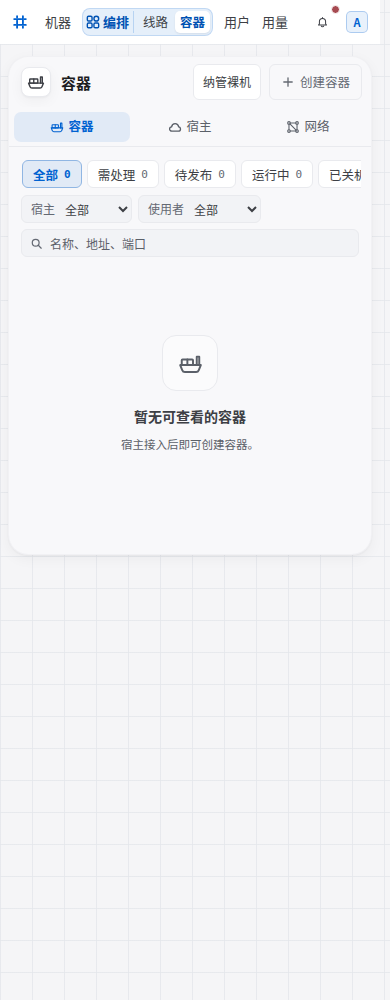 机器 编排 线路 容器 用户 用量 A
容器 纳管裸机 创建容器
容器 宿主 网络
全部 0 需处理 0 待发布 0 运行中 0 已关机
宿主 全部 使用者 全部
名称、地址、端口
暂无可查看的容器
宿主接入后即可创建容器。